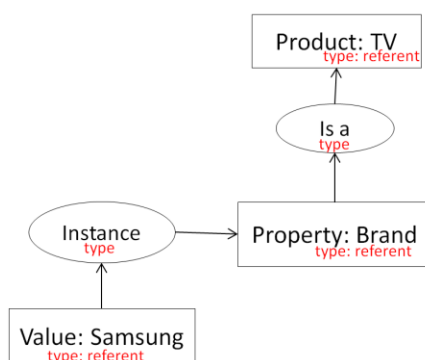 Product: TV
type: referent
Is a
type
Instance
type
Property: Brand
type: referent
Value: Samsung
type: referent